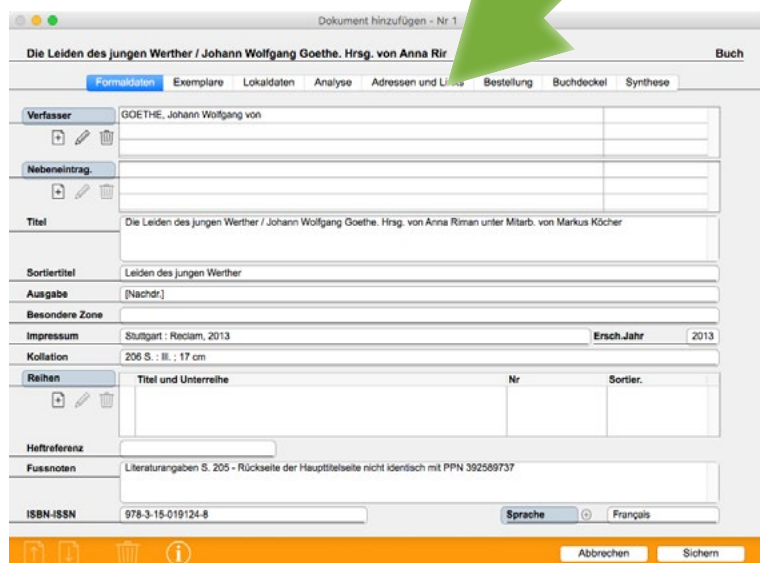 Dokument hinzufügen - Nr 1
Die Leiden des jungen Werther / Johann Wolfgang Goethe. Hrsg. von Anna Buch
Formaldaten Exemplare Lokaldaten Analyse Adressen und Bestellung Buchdeckel Synthese
Verfasser GOETHE, Johann Wolfgang von
Nebeneintrag.
Titel Die Leiden des jungen Werther / Johann Wolfgang Goethe. Hrsg. von Anna Riman unter Mitarb. von Markus Köcher
Sortiertitel Leiden des jungen Werther
Ausgabe [Nachdr.]
Besondere Zone
Impressum Stuttgart : Reclam, 2013 Ersch.Jahr 2013
Kollation 206 S. : Ill. ; 17 cm
Reihen Titel und Unterreihe Nr Sortier.
Heftreferenz
Fussnoten Literaturangaben S. 205 - Rückseite der Haupttitelseite nicht identisch mit PPN 392589737
ISBN-ISSN 978-3-15-019124-8 Sprache Français
Abbrechen Sichern